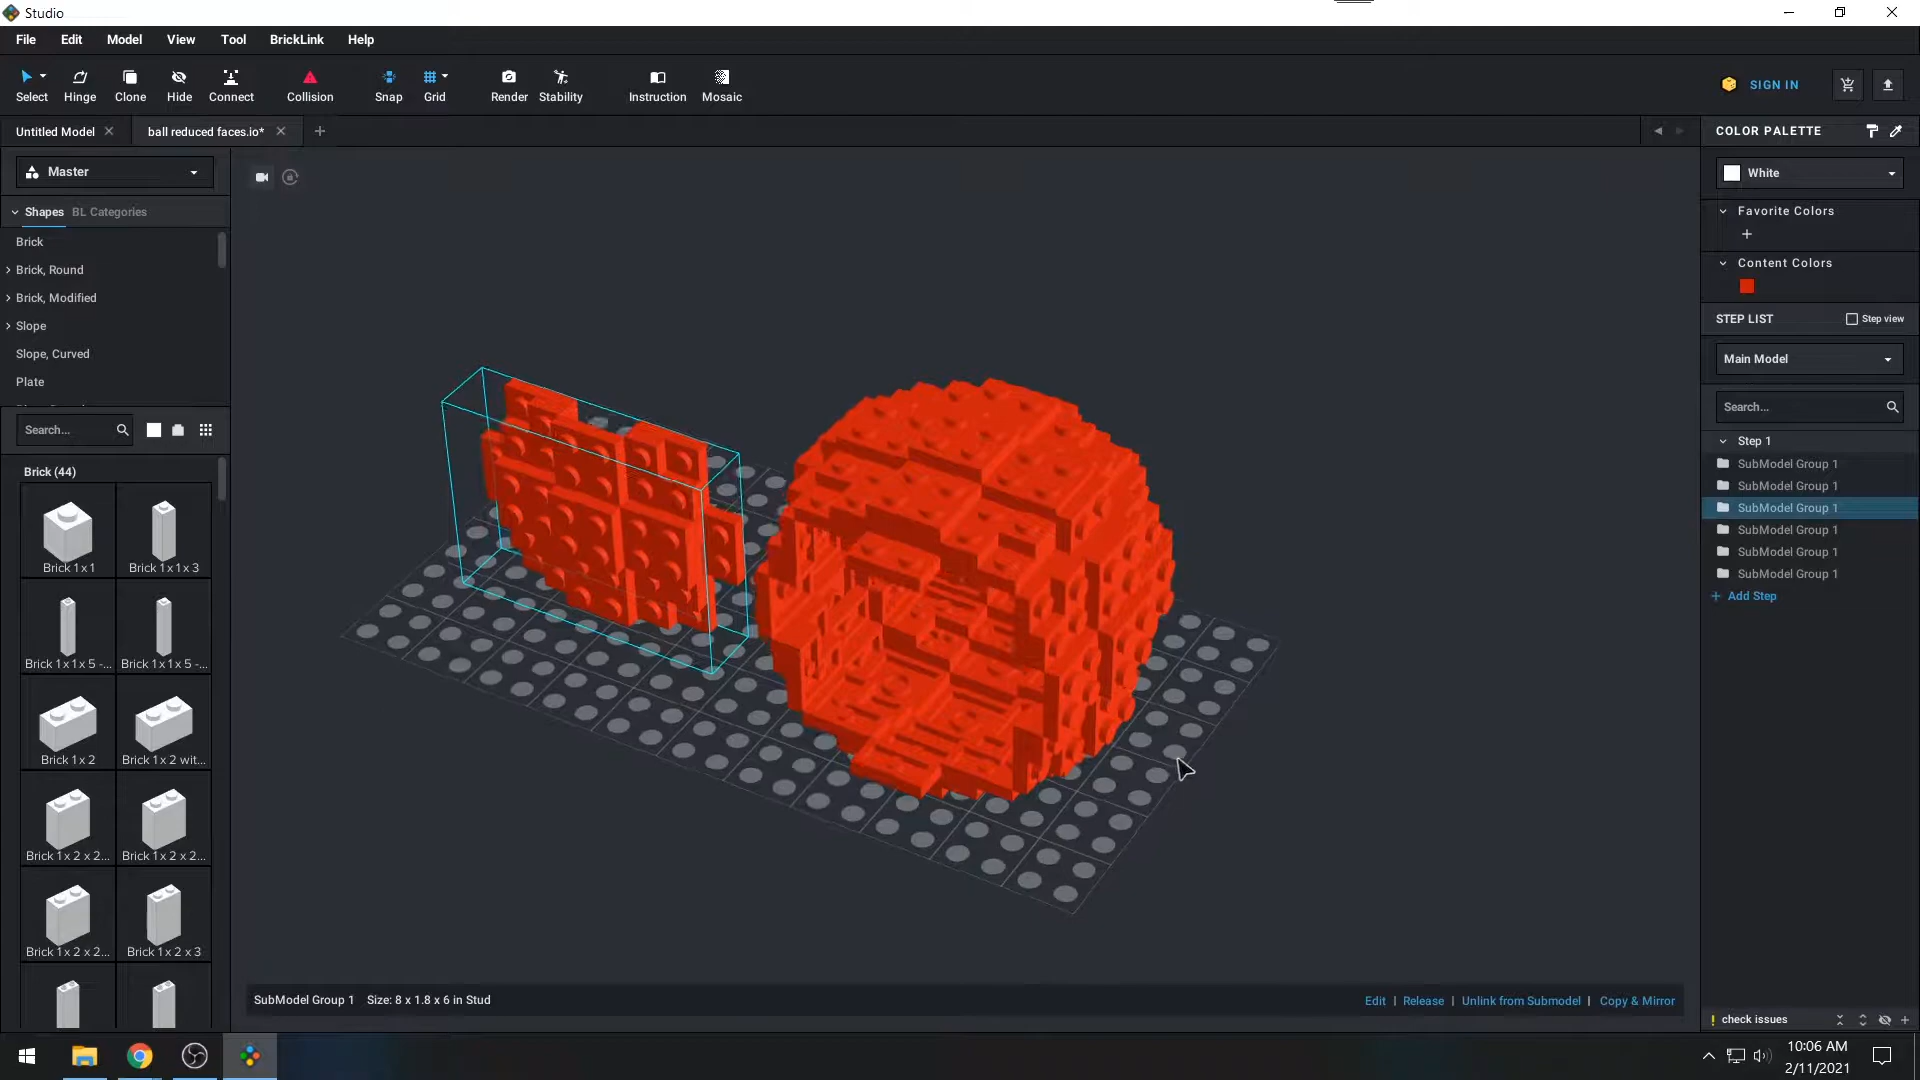 Studio
File Edit Model View Tool BrickLink Help
Select Hinge Clone Hide Connect Collision Snap Grid Render Stability Instruction Mosaic
SIGN IN
Untitled Model ball reduced faces.io*
COLOR PALETTE
Master
White
Shapes BL Categories
Favorite Colors
Brick
Brick, Round
Content Colors
Brick, Modified
Slope
STEP LIST Step view
Slope, Curved
Main Model
Plate
Search...
Search...
Step 1
SubModel Group 1
SubModel Group 1
SubModel Group 1
SubModel Group 1
SubModel Group 1
SubModel Group 1
+ Add Step
Brick (44)
Brick 1 x 1 Brick 1 x 1 x 3
Brick 1 x 1 x 5 -... Brick 1 x 1 x 5 -...
Brick 1 x 2 Brick 1 x 2 wit...
Brick 1 x 2 x 2... Brick 1 x 2 x 2...
Brick 1 x 2 x 2... Brick 1 x 2 x 3
SubModel Group 1 Size: 8 x 1.8 x 6 in Stud
Edit | Release | Unlink from Submodel | Copy & Mirror
! check issues
10:06 AM
2/11/2021